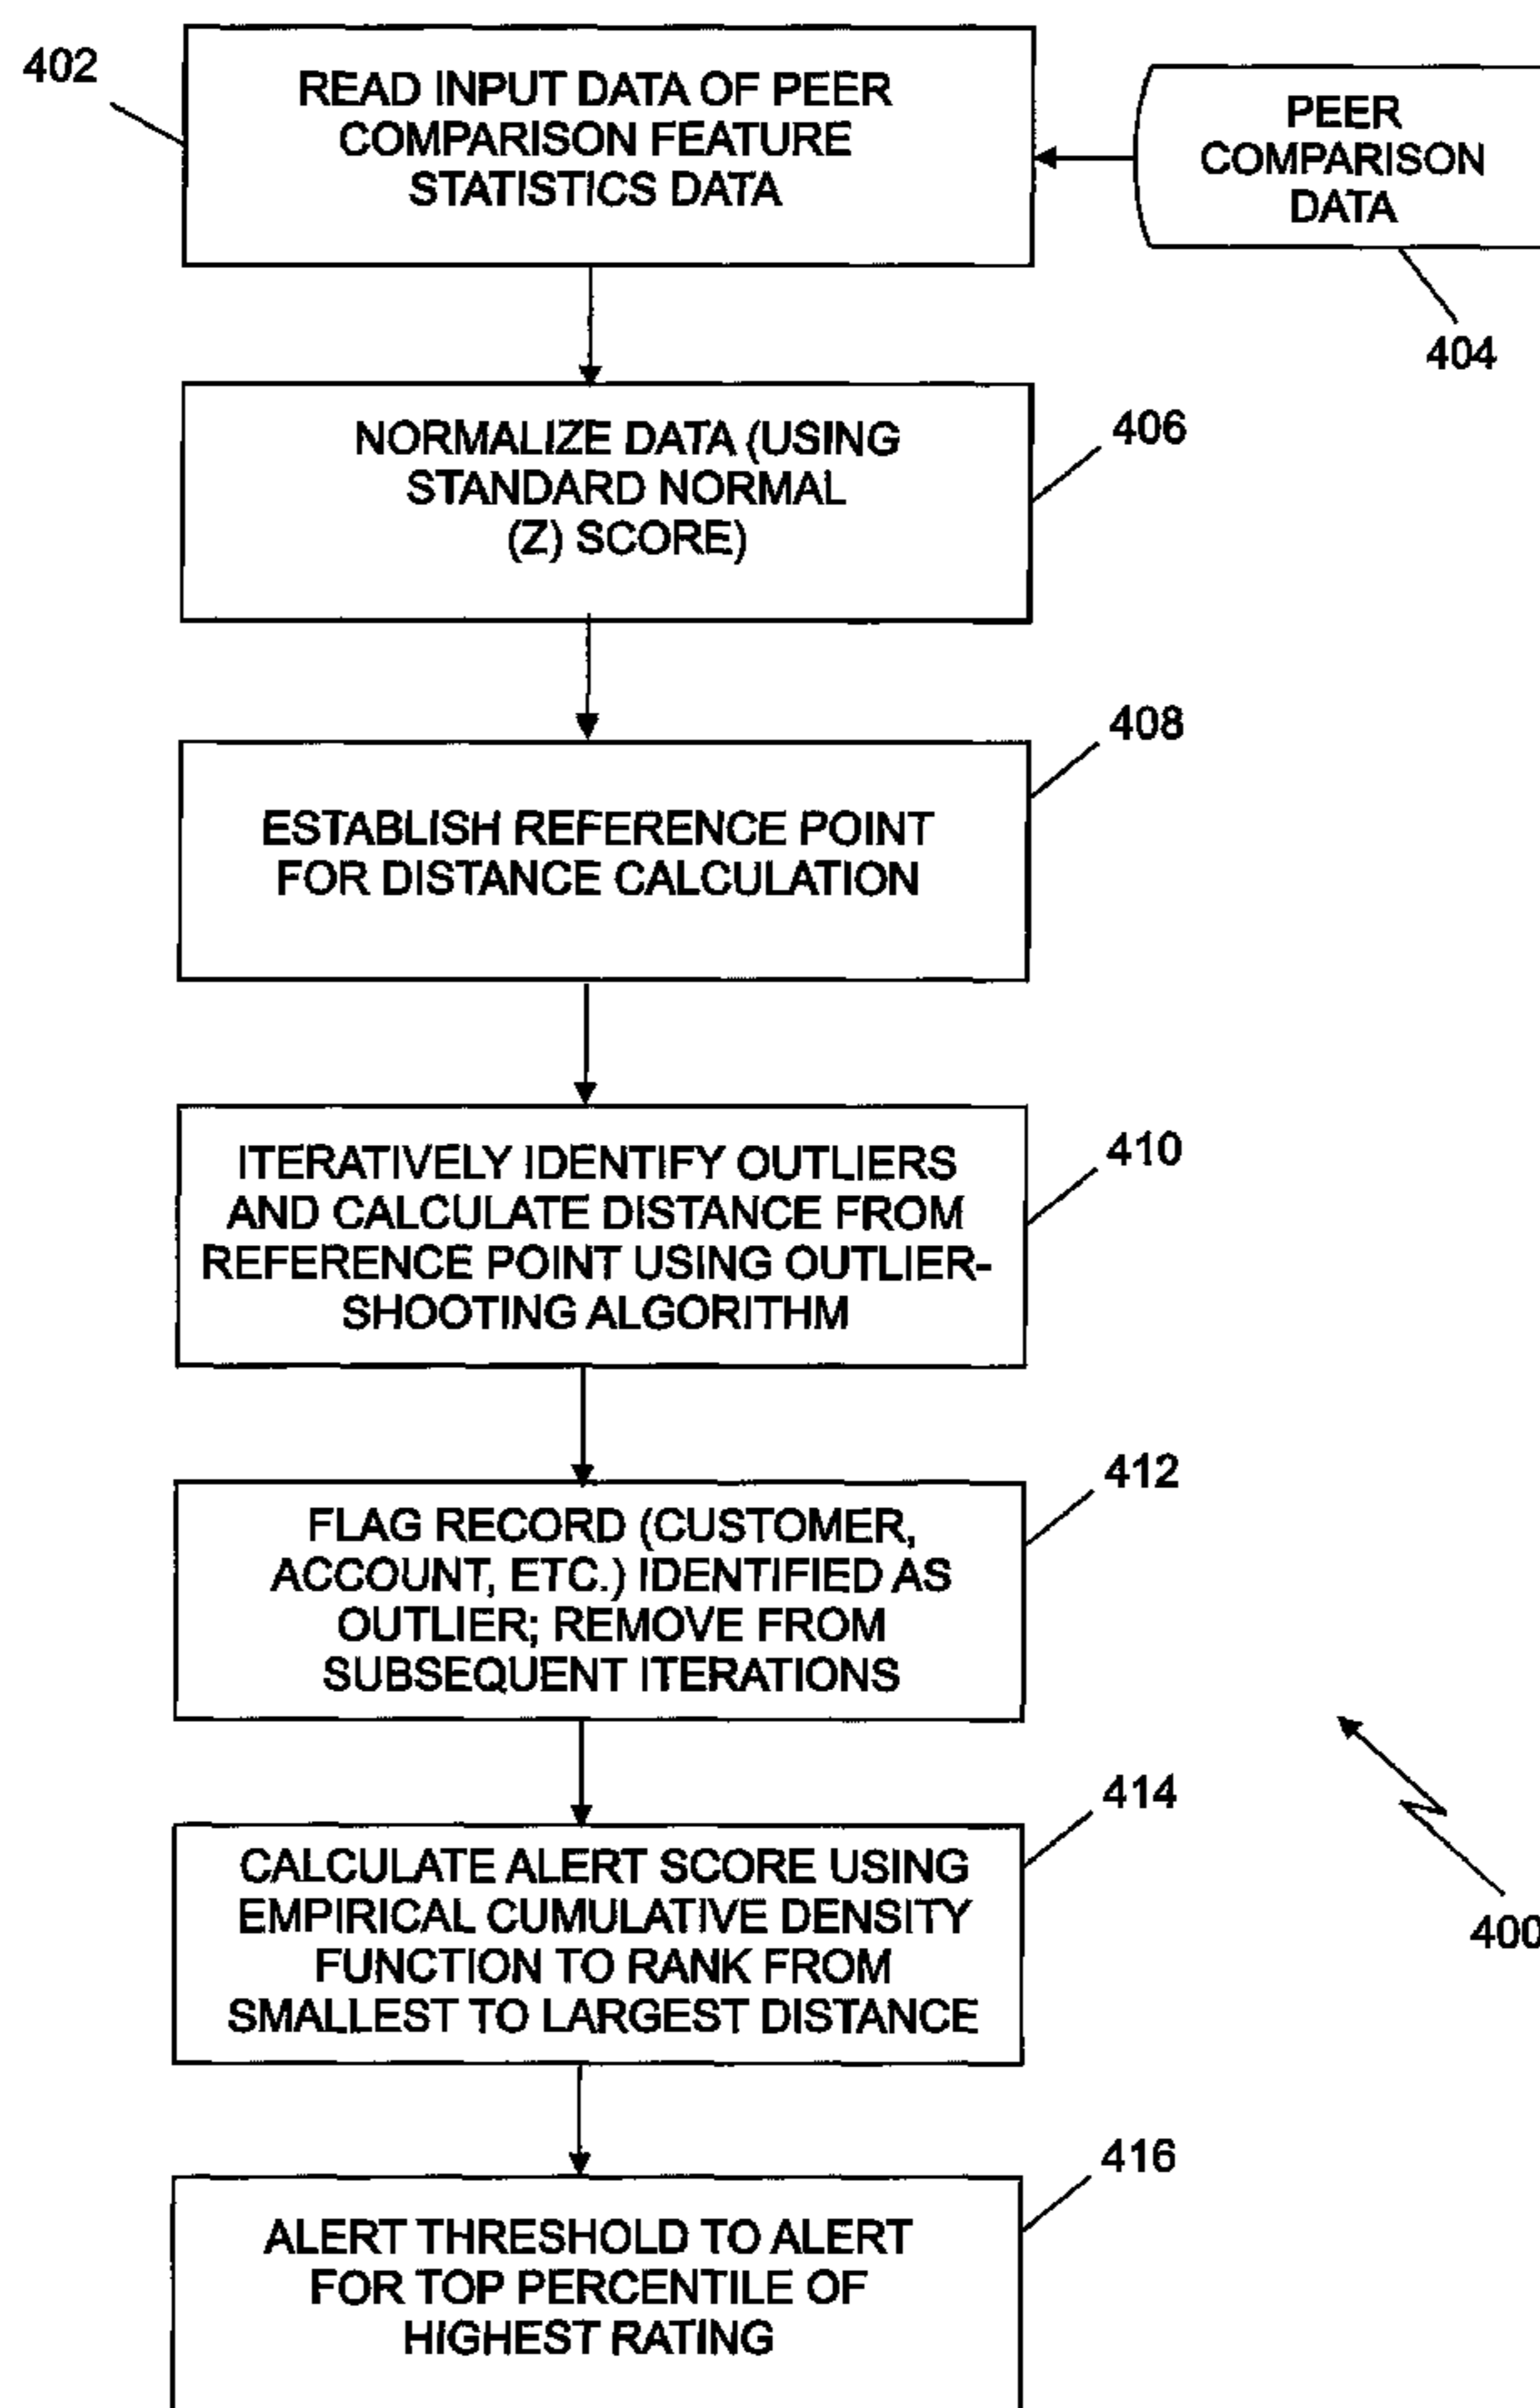 402
READ INPUT DATA OF PEER
COMPARISON FEATURE
STATISTICS DATA
PEER
COMPARISON
DATA
404
NORMALIZE DATA (USING
STANDARD NORMAL
(Z) SCORE)
406
ESTABLISH REFERENCE POINT
FOR DISTANCE CALCULATION
408
ITERATIVELY IDENTIFY OUTLIERS
AND CALCULATE DISTANCE FROM
REFERENCE POINT USING OUTLIER-
SHOOTING ALGORITHM
410
FLAG RECORD (CUSTOMER,
ACCOUNT, ETC.) IDENTIFIED AS
OUTLIER; REMOVE FROM
SUBSEQUENT ITERATIONS
412
CALCULATE ALERT SCORE USING
EMPIRICAL CUMULATIVE DENSITY
FUNCTION TO RANK FROM
SMALLEST TO LARGEST DISTANCE
414
400
ALERT THRESHOLD TO ALERT
FOR TOP PERCENTILE OF
HIGHEST RATING
416